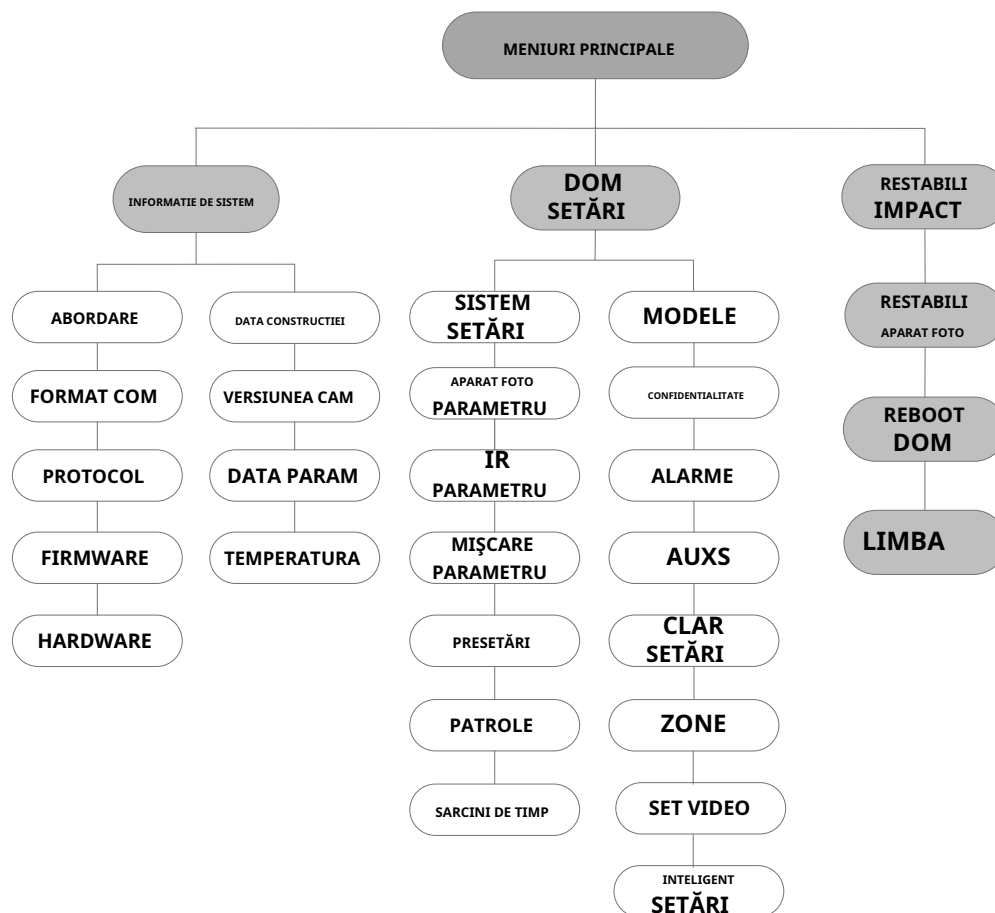 MENIURI PRINCIPALE
INFORMATIE DE SISTEM
DOM
SETĂRI
RESTABILI
IMPACT
ABORDARE
FORMAT COM
PROTOCOL
FIRMWARE
HARDWARE
DATA CONSTRUCTIEI
VERSIUNEA CAM
DATA PARAM
TEMPERATURA
SISTEM
SETĂRI
APARAT FOTO
PARAMETRU
IR
PARAMETRU
MIŞCARE
PARAMETRU
PRESETĂRI
PATROLE
SARCINI DE TIMP
MODELE
CONFIDENTIALITATE
ALARME
AUXS
CLAR
SETĂRI
ZONE
SET VIDEO
INTELIGENT
SETĂRI
RESTABILI
APARAT FOTO
REBOOT
DOM
LIMBA